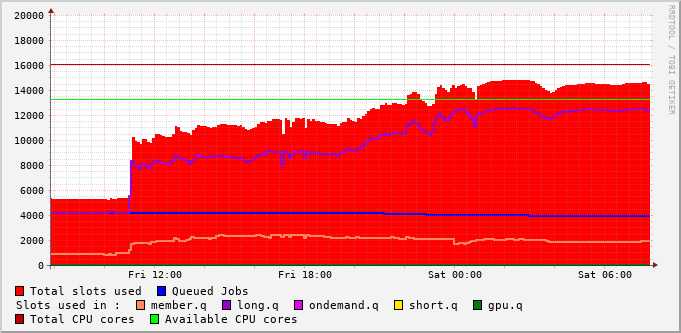 20000
18000
16000
14000
12000
10000
8000
6000
4000
2000
0
Fri 12:00 Fri 18:00 Sat 00:00 Sat 06:00
Total slots used Queued Jobs
Slots used in : member.q long.q ondemand.q short.q gpu.q
Total CPU cores Available CPU cores
RRDTOOL / TOBI OETIKER